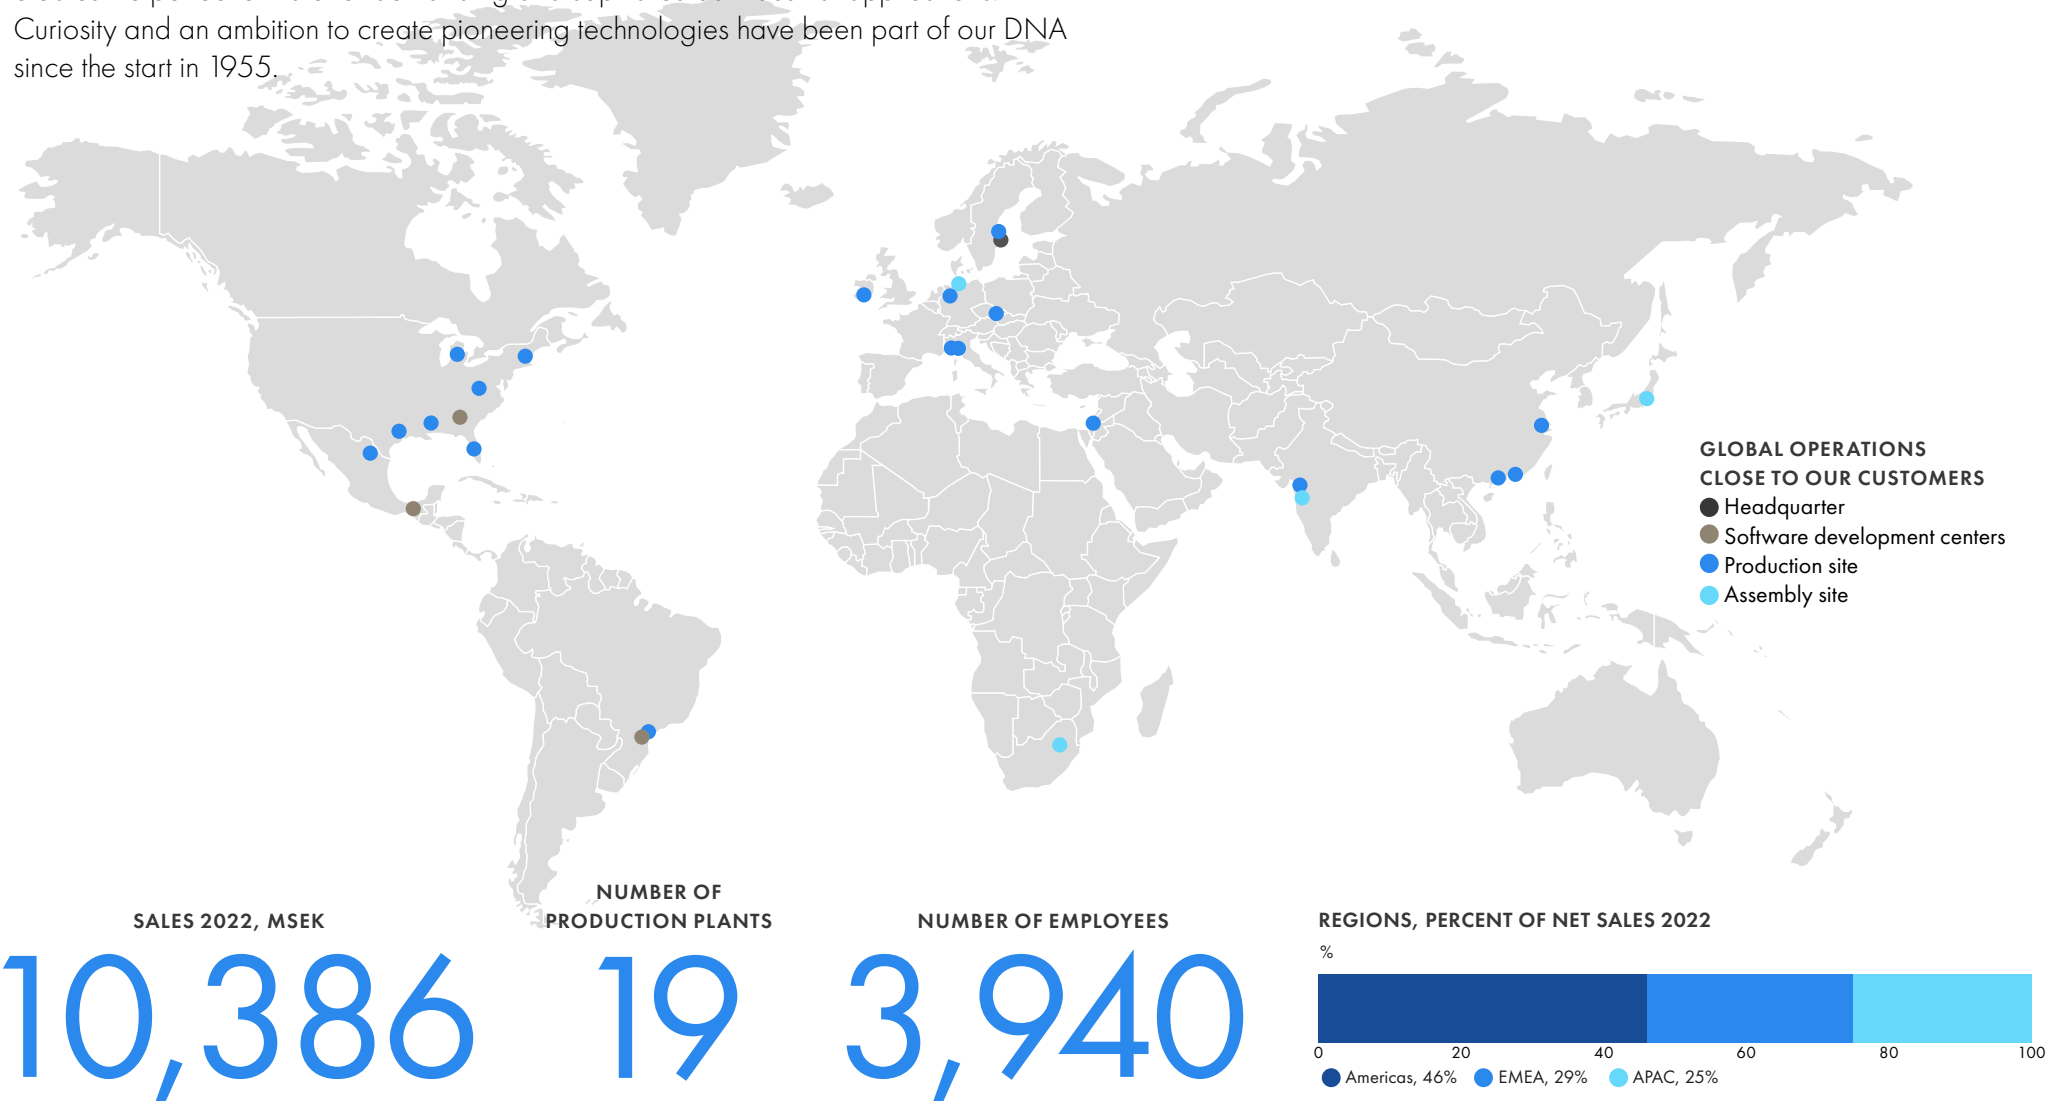 Curiosity and an ambition to create pioneering technologies have been part of our DNA
since the start in 1955.
GLOBAL OPERATIONS
CLOSE TO OUR CUSTOMERS
Headquarter
Software development centers
Production site
Assembly site
SALES 2022, MSEK
10,386
NUMBER OF
PRODUCTION PLANTS
19
NUMBER OF EMPLOYEES
3,940
REGIONS, PERCENT OF NET SALES 2022
%
0 20 40 60 80 100
Americas, 46% EMEA, 29% APAC, 25%